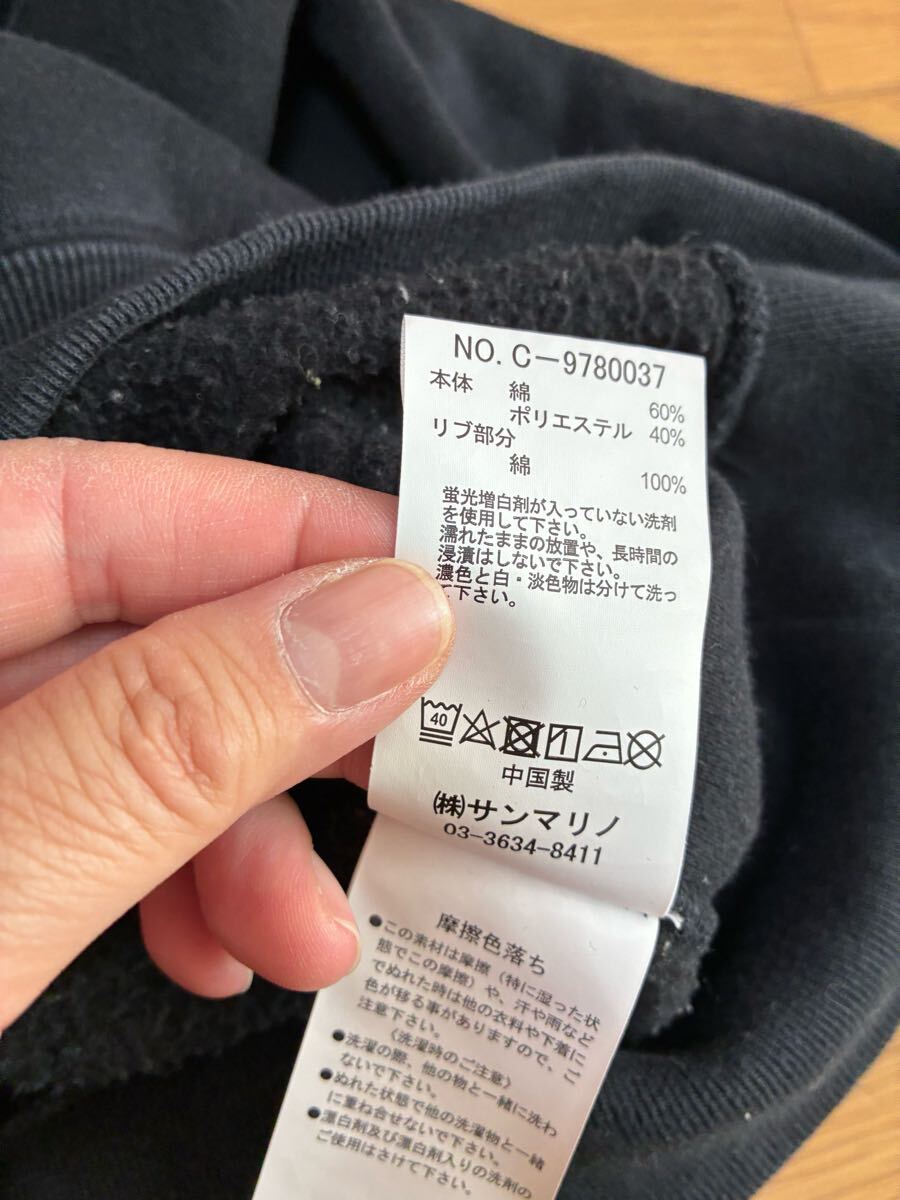 NO.C-9780037
本体 綿 60%
ポリエステル 40%
リブ部分
綿 100%
蛍光増白剤が入っていない洗剤
を使用して下さい。
濡れたままの放置や、長時間の
浸漬はしないで下さい。
濃色と白・淡色物は分けて洗っ
て下さい。
40
中国製
㈱サンマリノ
03-3634-8411
摩擦色落ち
●この素材は摩擦（特に湿った状
態でこの摩擦）や、汗や雨など
でぬれた時は他の衣料や下着に
色が移る事がありますので、ご
注意下さい。
〈洗濯時のご注意〉
●洗濯の際、他の物と一緒に洗わ
ないで下さい。
●ぬれた状態で他の洗濯物と一緒
に重ね合せないで下さい。
●漂白剤及び漂白剤入りの洗剤の
ご使用はさけて下さい。